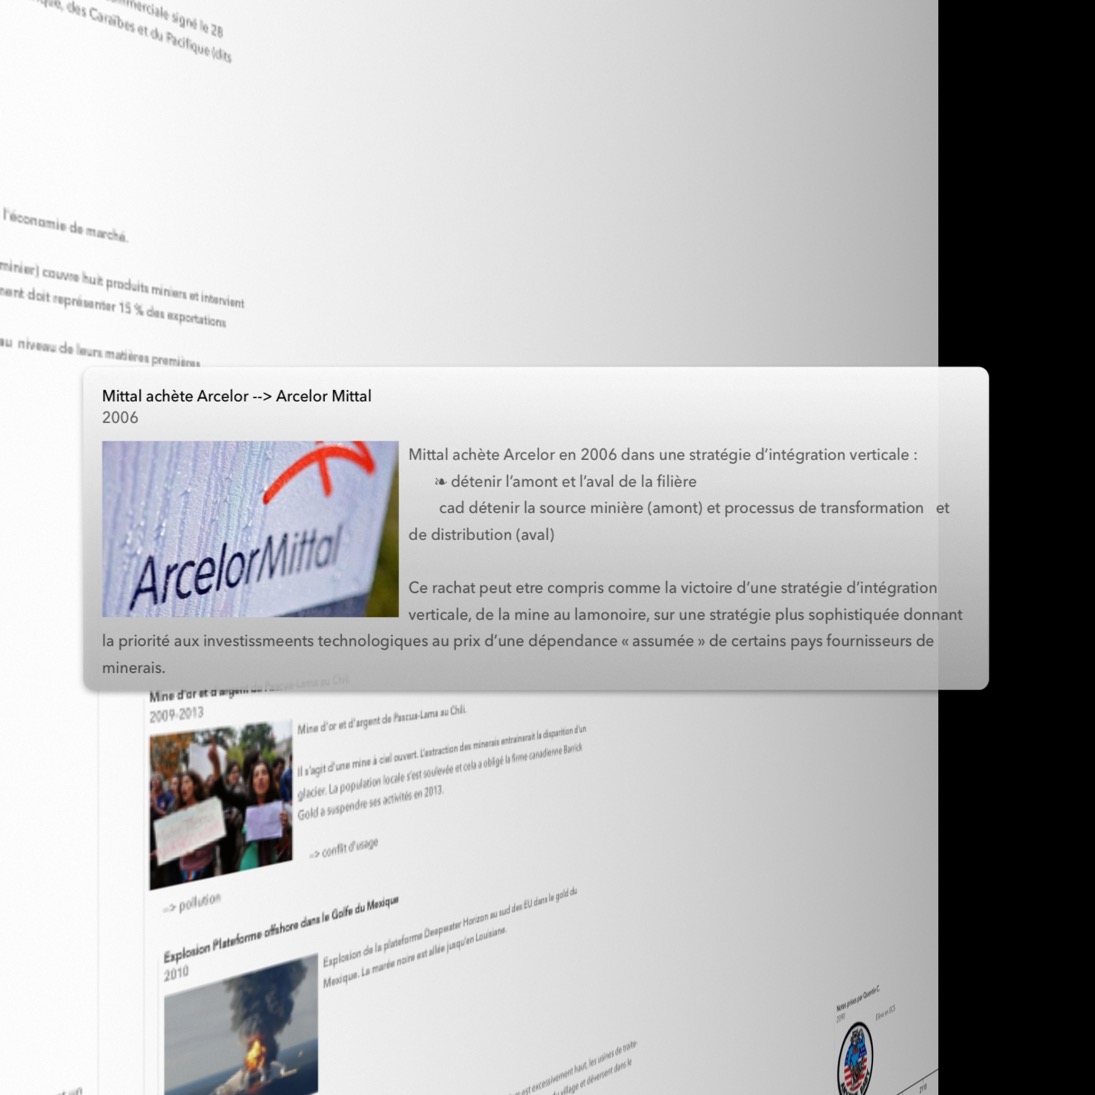 merciale signé le 28
des Caraïbes et du Pacifique (dits
l'économie de marché.
minier) couvre huit produits miniers et intervient
ment doit représenter 15 % des exportations
au niveau de leurs matières premières
Mittal achète Arcelor --> Arcelor Mittal
2006
ArcelorMittal
Mittal achète Arcelor en 2006 dans une stratégie d'intégration verticale :
❧ détenir l'amont et l'aval de la filière
cad détenir la source minière (amont) et processus de transformation et
de distribution (aval)
Ce rachat peut etre compris comme la victoire d'une stratégie d'intégration
verticale, de la mine au lamonoire, sur une stratégie plus sophistiquée donnant
la priorité aux investissmeents technologiques au prix d'une dépendance « assumée » de certains pays fournisseurs de
minerais.
Mine d'or et d'argent de Pascua-Lama au Chili
2009-2013
Mine d'or et d'argent de Pascua-Lama au Chili.
Il s'agit d'une mine à ciel ouvert. L'extraction des minerais entrainerait la disparition d'un
glacier. La population locale s'est soulevée et cela a obligé la firme canadienne Barrick
Gold a suspendre ses activités en 2013.
=> conflit d'usage
=> pollution
Explosion Plateforme offshore dans le Golfe du Mexique
2010
Explosion de la plateforme Deepwater Horizon au sud des EU dans le gold du
Mexique. La marée noire est allée jusqu'en Louisiane.
est excessivement haut, les usines de traite
du village et déversent dans le
Notes prises par Quentin C.